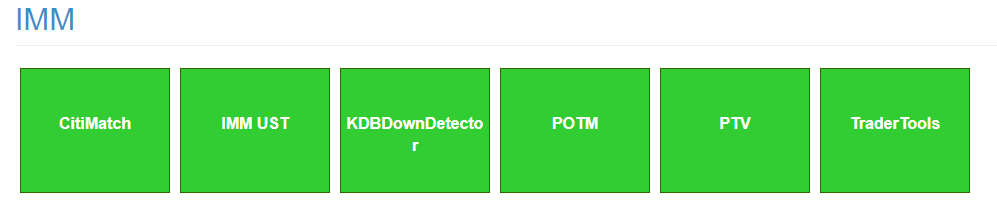 IMM
CitiMatch
IMM UST
KDBDownDetecto
r
POTM
PTV
TraderTools